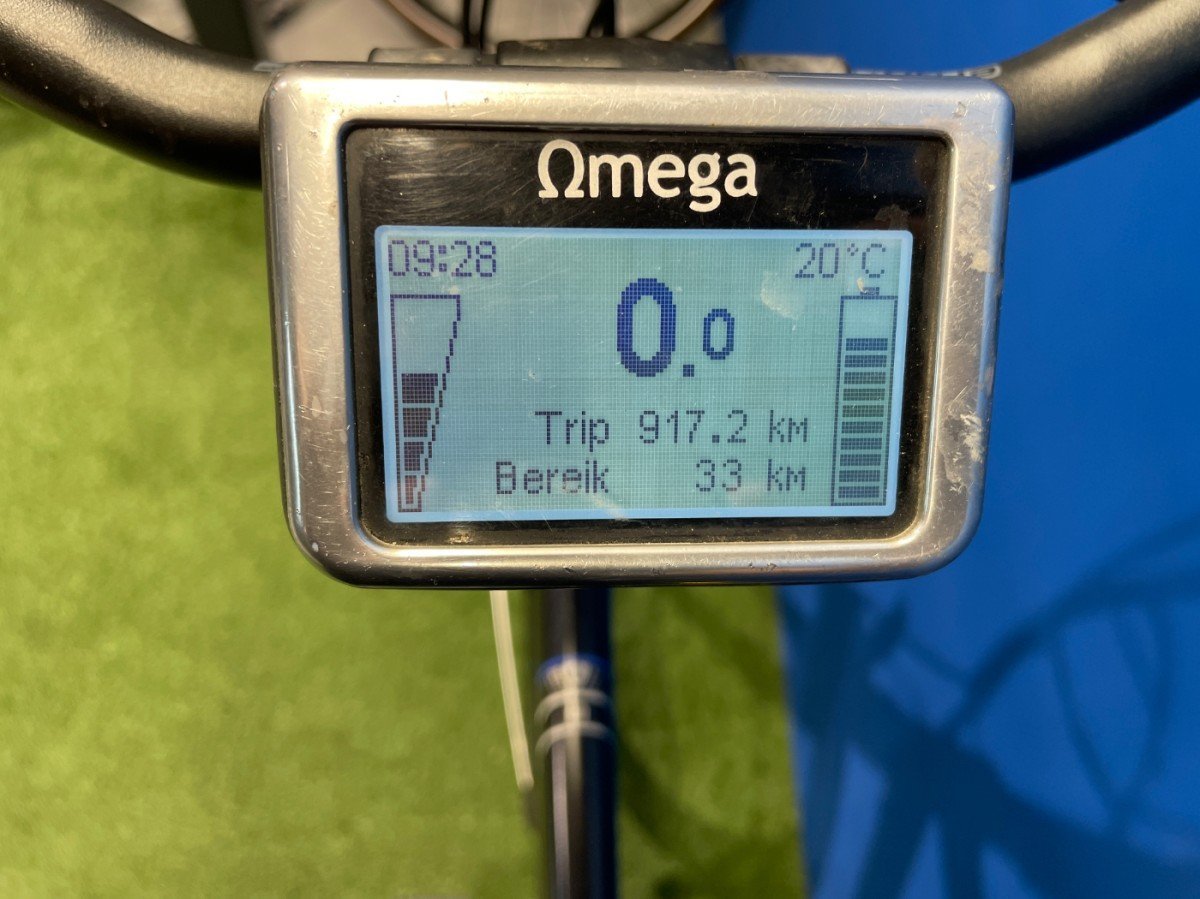 Ωmega
09:28 20°C
0.0
Trip 917.2 km
Bereik 33 km